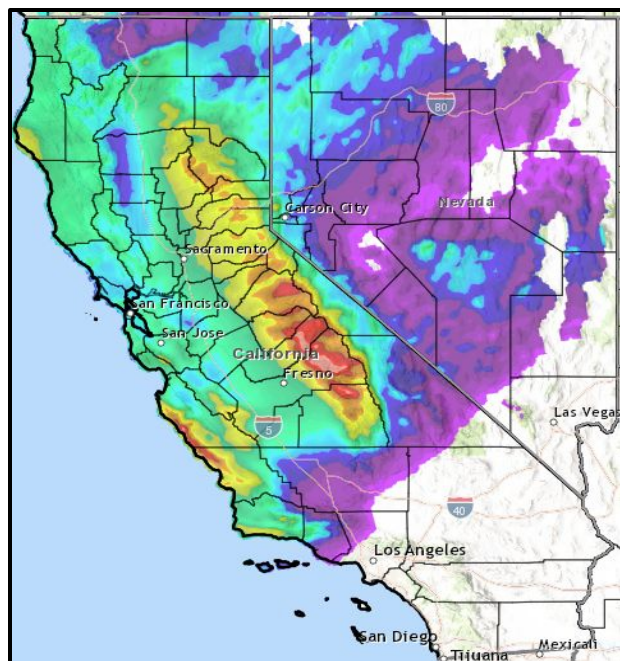 80
Nevada
Carson City
Sacramento
San Francisco
San Jose
California
Fresno
5
Las Vegas
40
Los Angeles
San Diego
Tijuana
Mexicali